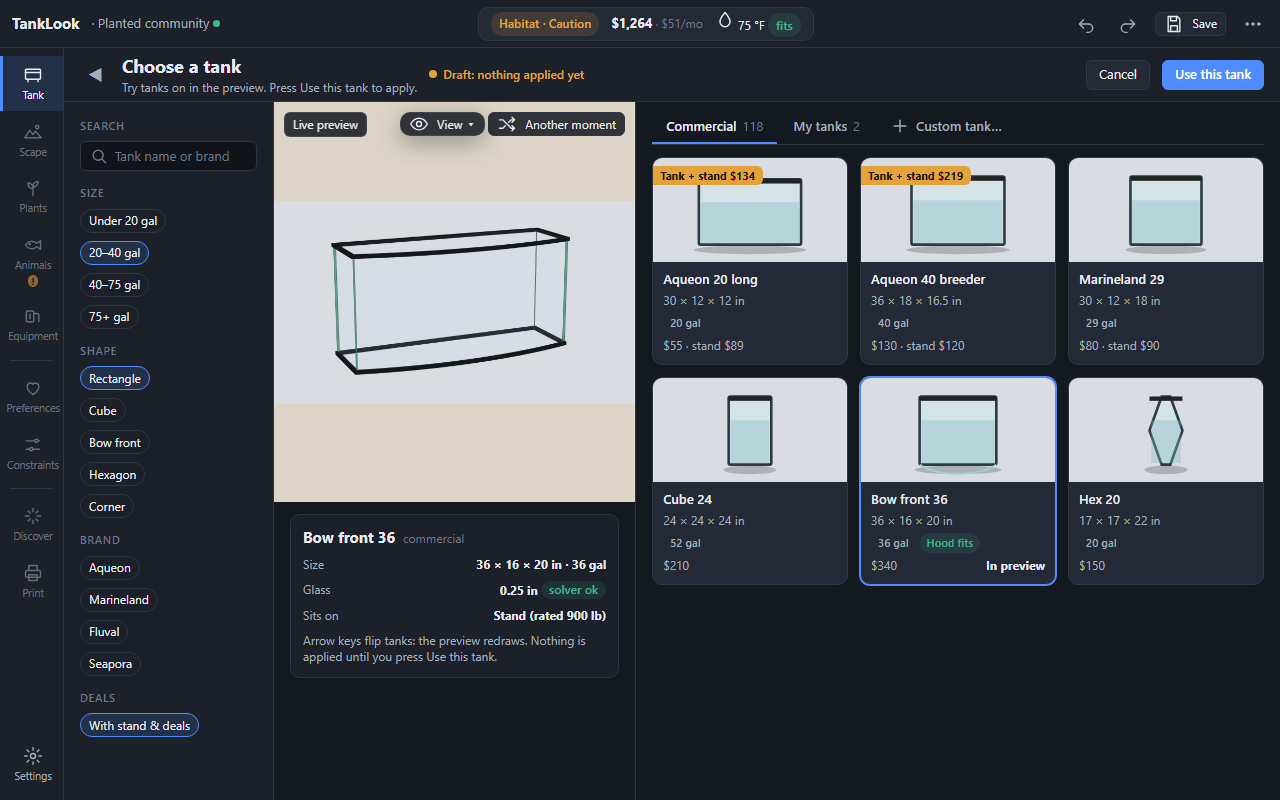 TankLook · Planted community
Habitat · Caution $1,264 · $51/mo 75 °F fits
Save
Tank
Scape
Plants
Animals
!
Equipment
Preferences
Constraints
Discover
Print
Settings
Choose a tank
Try tanks on in the preview. Press Use this tank to apply.
Draft: nothing applied yet
Cancel
Use this tank
SEARCH
Tank name or brand
SIZE
Under 20 gal
20–40 gal
40–75 gal
75+ gal
SHAPE
Rectangle
Cube
Bow front
Hexagon
Corner
BRAND
Aqueon
Marineland
Fluval
Seapora
DEALS
With stand & deals
Live preview
View
Another moment
Bow front 36 commercial
Size 36 × 16 × 20 in · 36 gal
Glass 0.25 in solver ok
Sits on Stand (rated 900 lb)
Arrow keys flip tanks: the preview redraws. Nothing is
applied until you press Use this tank.
Commercial 118
My tanks 2
Custom tank...
Tank + stand $134
Aqueon 20 long
30 × 12 × 12 in
20 gal
$55 · stand $89
Tank + stand $219
Aqueon 40 breeder
36 × 18 × 16.5 in
40 gal
$130 · stand $120
Marineland 29
30 × 12 × 18 in
29 gal
$80 · stand $90
Cube 24
24 × 24 × 24 in
52 gal
$210
Bow front 36
36 × 16 × 20 in
36 gal Hood fits
$340 In preview
Hex 20
17 × 17 × 22 in
20 gal
$150